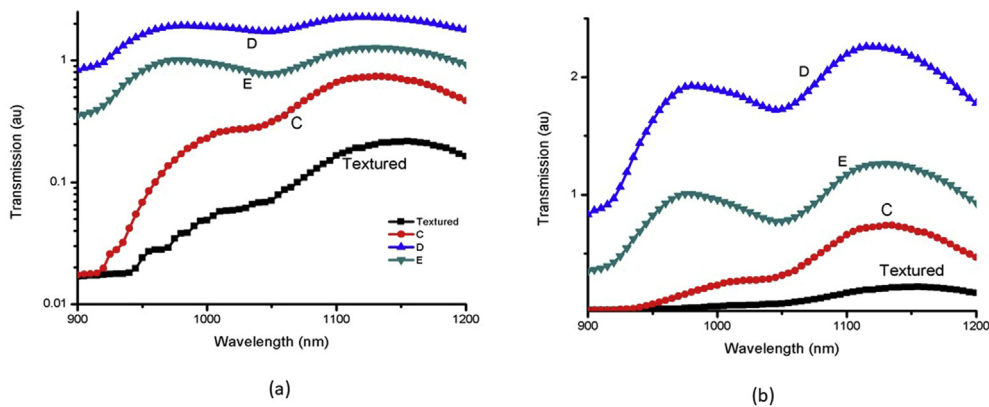 Transmission (au)
1
0.1
0.01
D
E
C
Textured
Textured
C
D
E
900
1000
1100
1200
Wavelength (nm)
(a)
Transmission (au)
2
1
D
E
C
Textured
900
1000
1100
1200
Wavelength (nm)
(b)